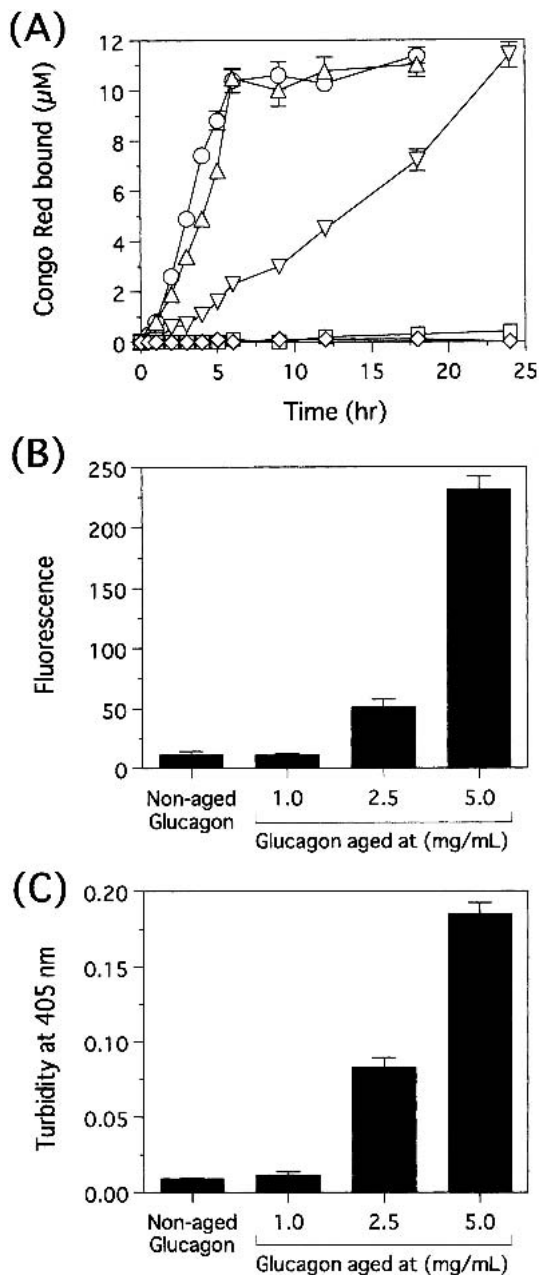 (A)
Congo Red bound (µM)
12
10
8
6
4
2
0
0 5 10 15 20 25
Time (hr)
(B)
Fluorescence
250
200
150
100
50
0
Non-aged Glucagon
1.0 2.5 5.0
Glucagon aged at (mg/mL)
(C)
Turbidity at 405 nm
0.20
0.15
0.10
0.05
0.00
Non-aged Glucagon
1.0 2.5 5.0
Glucagon aged at (mg/mL)